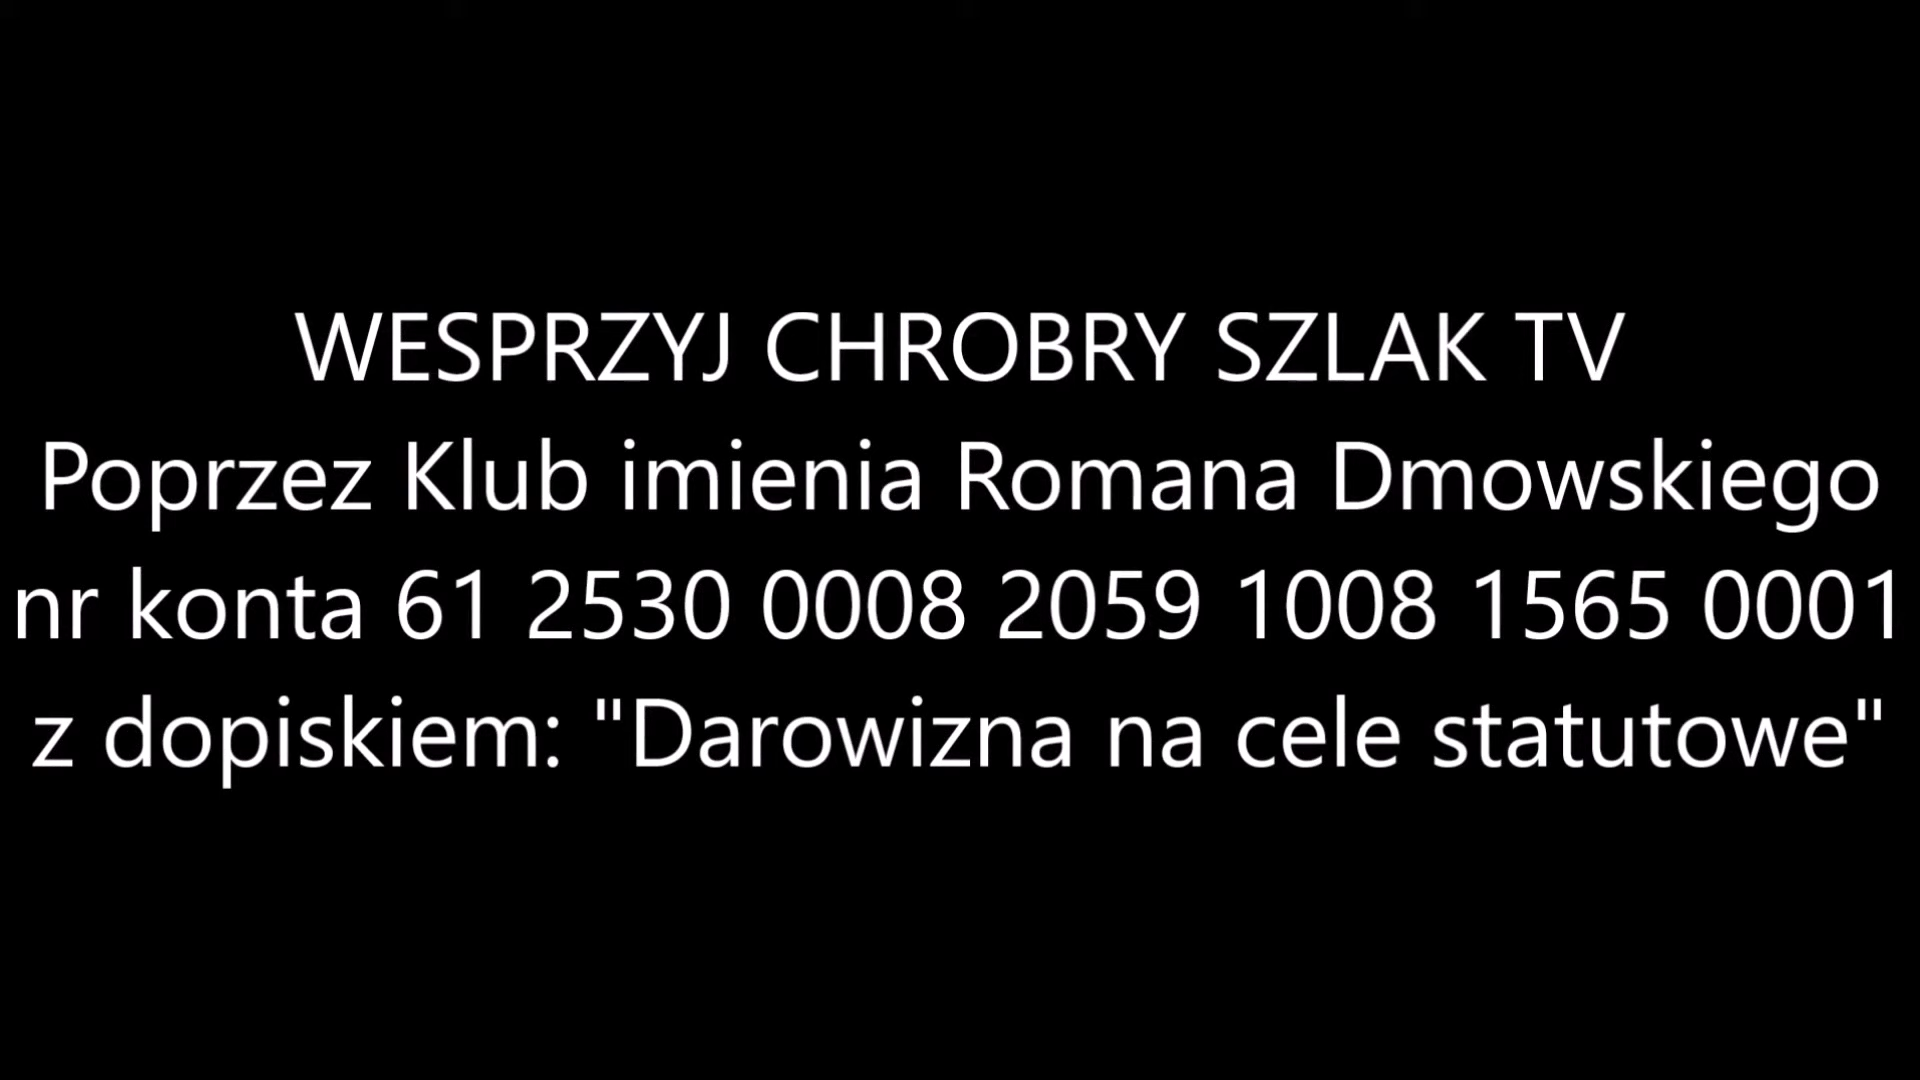 WESPRZYJ CHROBRY SZLAK TV
Poprzez Klub imienia Romana Dmowskiego
nr konta 61 2530 0008 2059 1008 1565 0001
z dopiskiem: "Darowizna na cele statutowe"